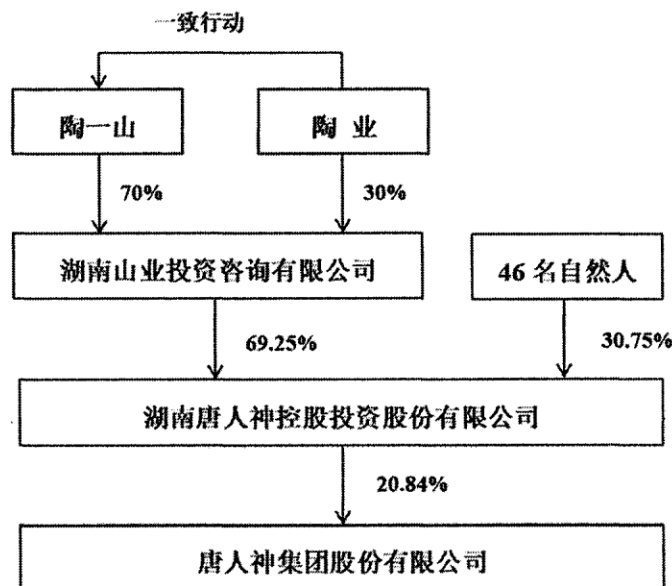 一致行动
陶一山
陶 业
70%
30%
湖南山业投资咨询有限公司
46 名自然人
69.25%
30.75%
湖南唐人神控股投资股份有限公司
20.84%
唐人神集团股份有限公司